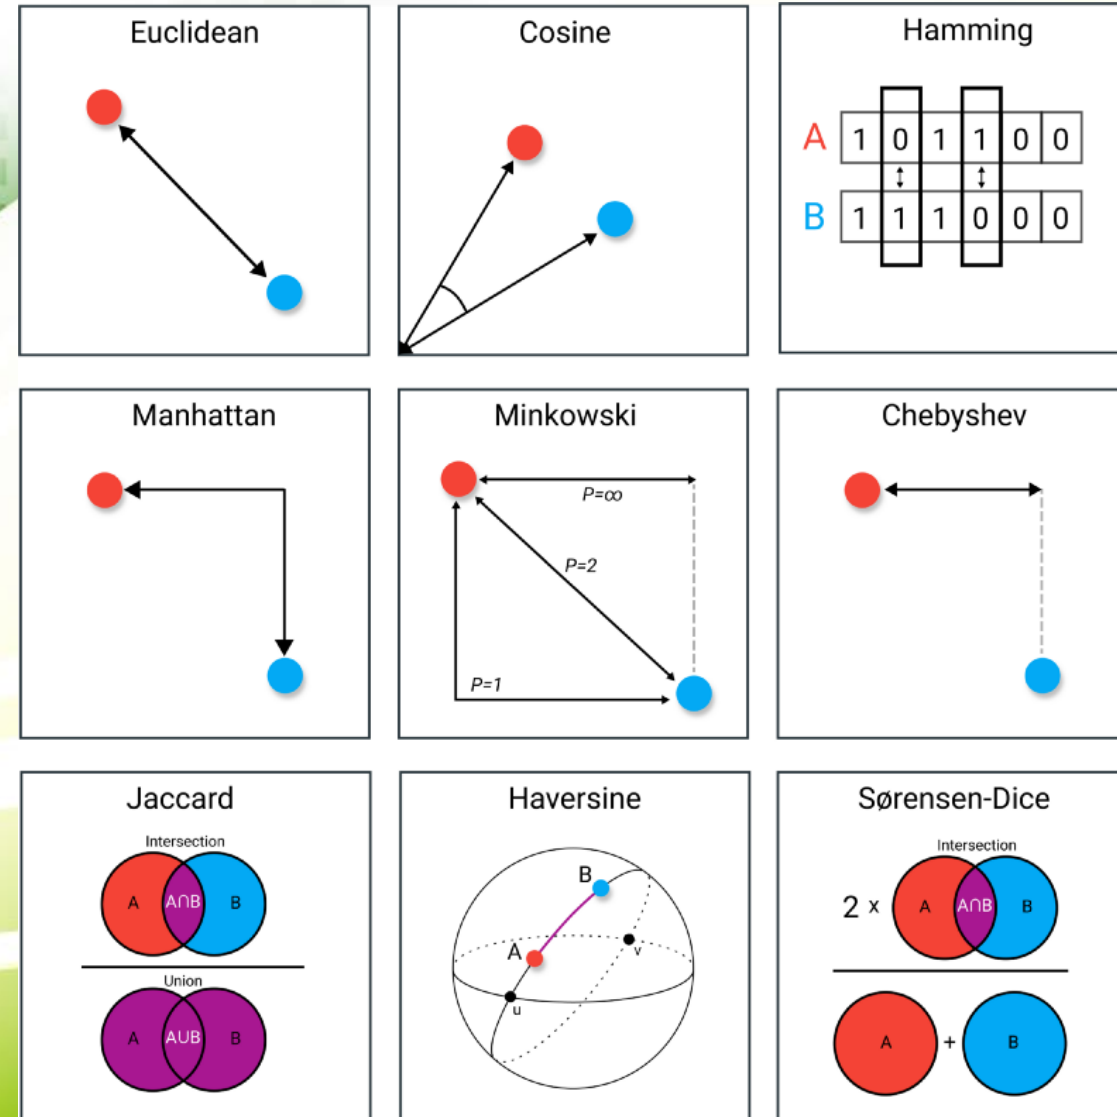 Euclidean
Cosine
Hamming
A 1 0 1 1 0 0
B 1 1 1 0 0 0
Manhattan
Minkowski
P=∞
P=2
P=1
Chebyshev
Jaccard
Intersection
A A∩B B
Union
A A∪B B
Haversine
B
A
v
u
Sørensen-Dice
Intersection
2 x A A∩B B
A + B